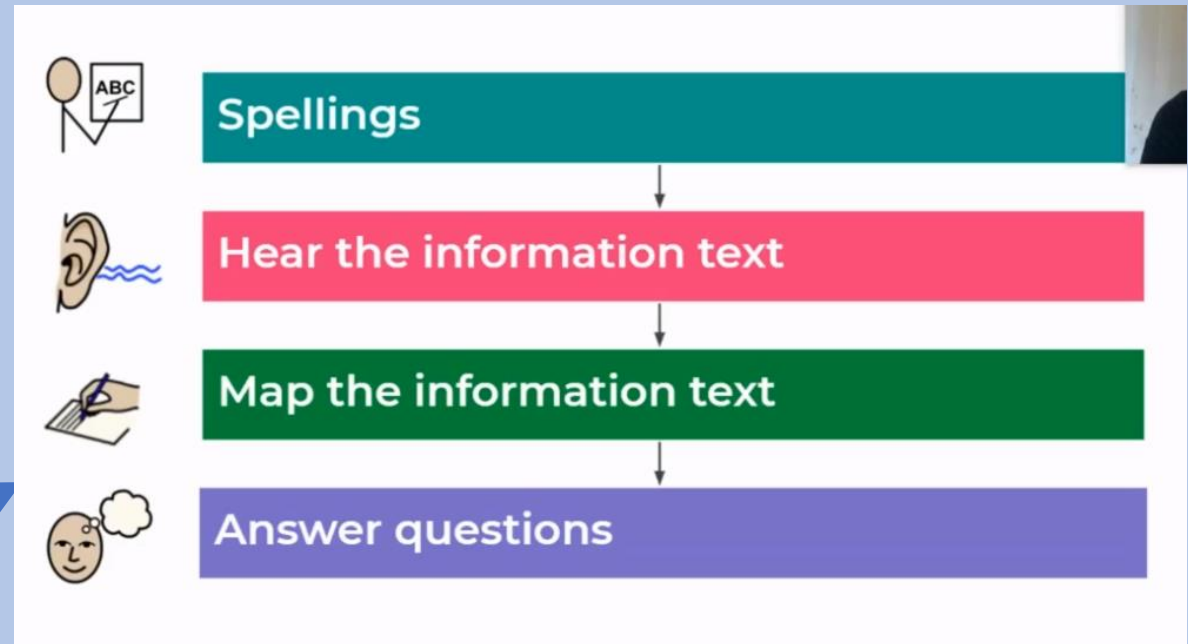 ABC
Spellings
Hear the information text
Map the information text
Answer questions